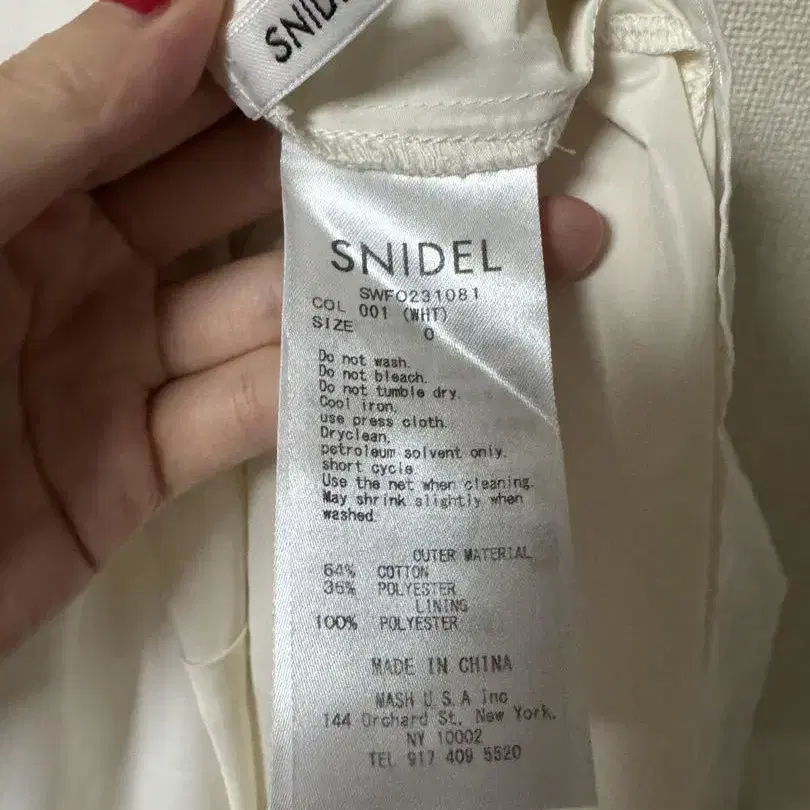 SNIDEL
SNIDEL
SWFO231081
COL 001 (WHT)
SIZE 0
Do not wash.
Do not bleach.
Do not tumble dry.
Cool iron.
use press cloth.
Dryclean,
petroleum solvent only.
short cycle
Use the net when cleaning.
May shrink slightly when
washed.
OUTER MATERIAL
64% COTTON
36% POLYESTER
LINING
100% POLYESTER
MADE IN CHINA
MASH U.S.A Inc
144 Orchard St. New York.
NY 10002
TEL 917 409 5520